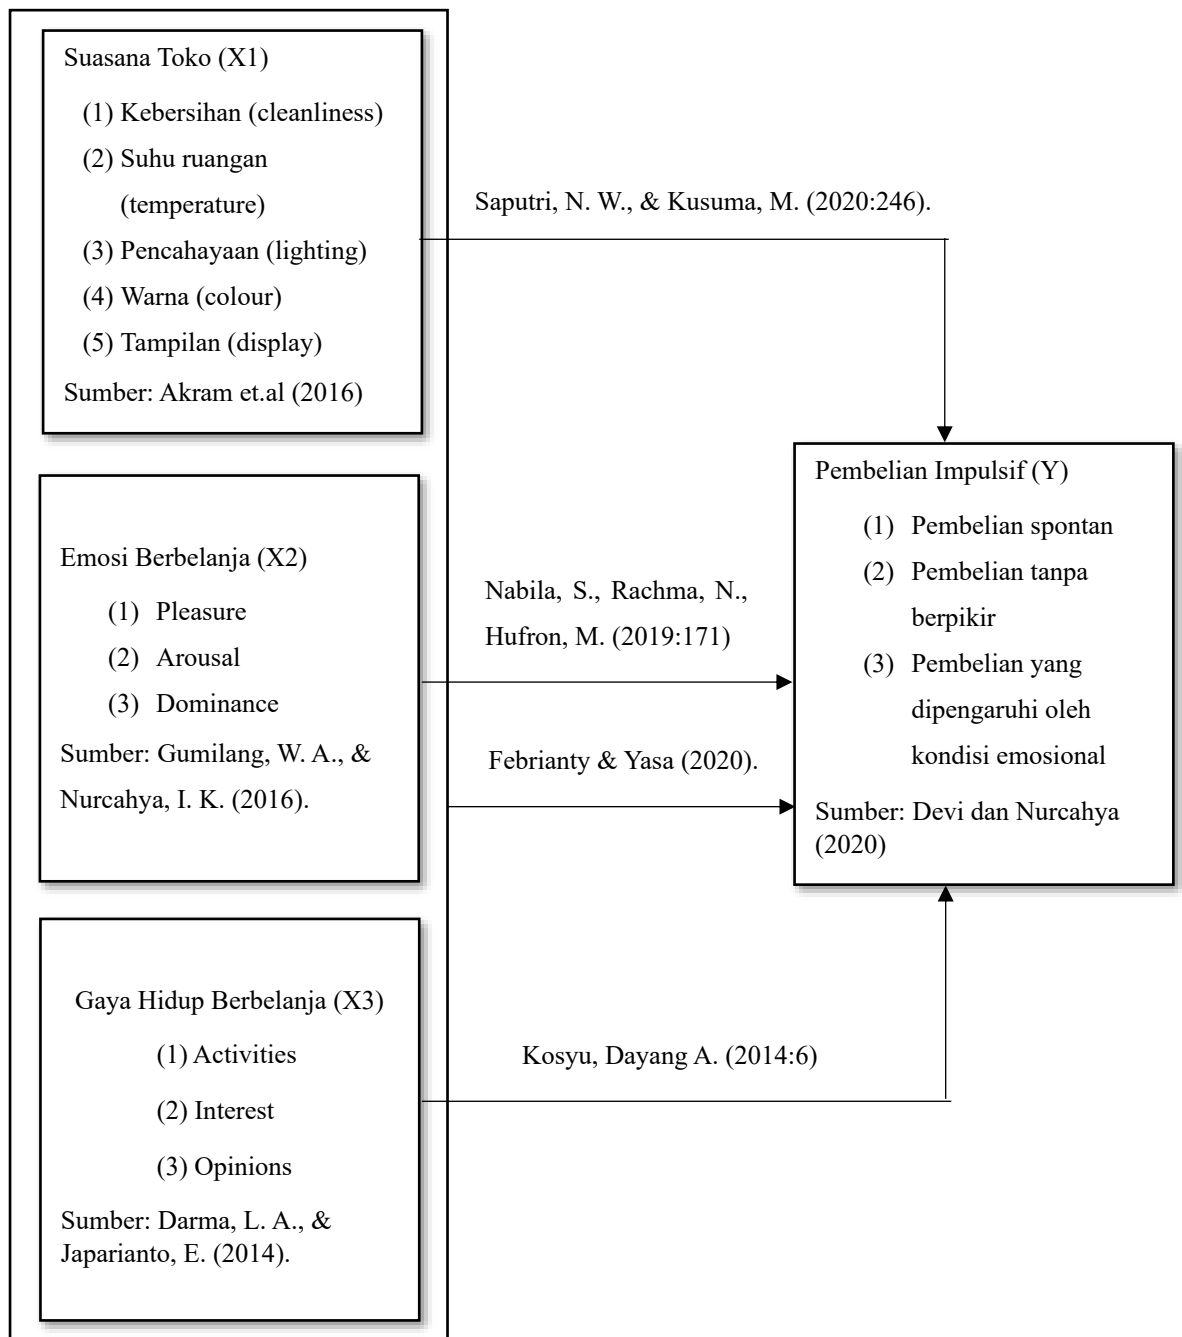 Suasana Toko (X1)
(1) Kebersihan (cleanliness)
(2) Suhu ruangan
(temperature)
(3) Pencahayaan (lighting)
(4) Warna (colour)
(5) Tampilan (display)
Sumber: Akram et.al (2016)
Saputri, N. W., & Kusuma, M. (2020:246).
Emosi Berbelanja (X2)
(1) Pleasure
(2) Arousal
(3) Dominance
Sumber: Gumilang, W. A., &
Nurcahya, I. K. (2016).
Nabila, S., Rachma, N.,
Hufron, M. (2019:171)
Febrianty & Yasa (2020).
Pembelian Impulsif (Y)
(1) Pembelian spontan
(2) Pembelian tanpa
berpikir
(3) Pembelian yang
dipengaruhi oleh
kondisi emosional
Sumber: Devi dan Nurcahya
(2020)
Gaya Hidup Berbelanja (X3)
(1) Activities
(2) Interest
(3) Opinions
Sumber: Darma, L. A., &
Japarianto, E. (2014).
Kosyu, Dayang A. (2014:6)